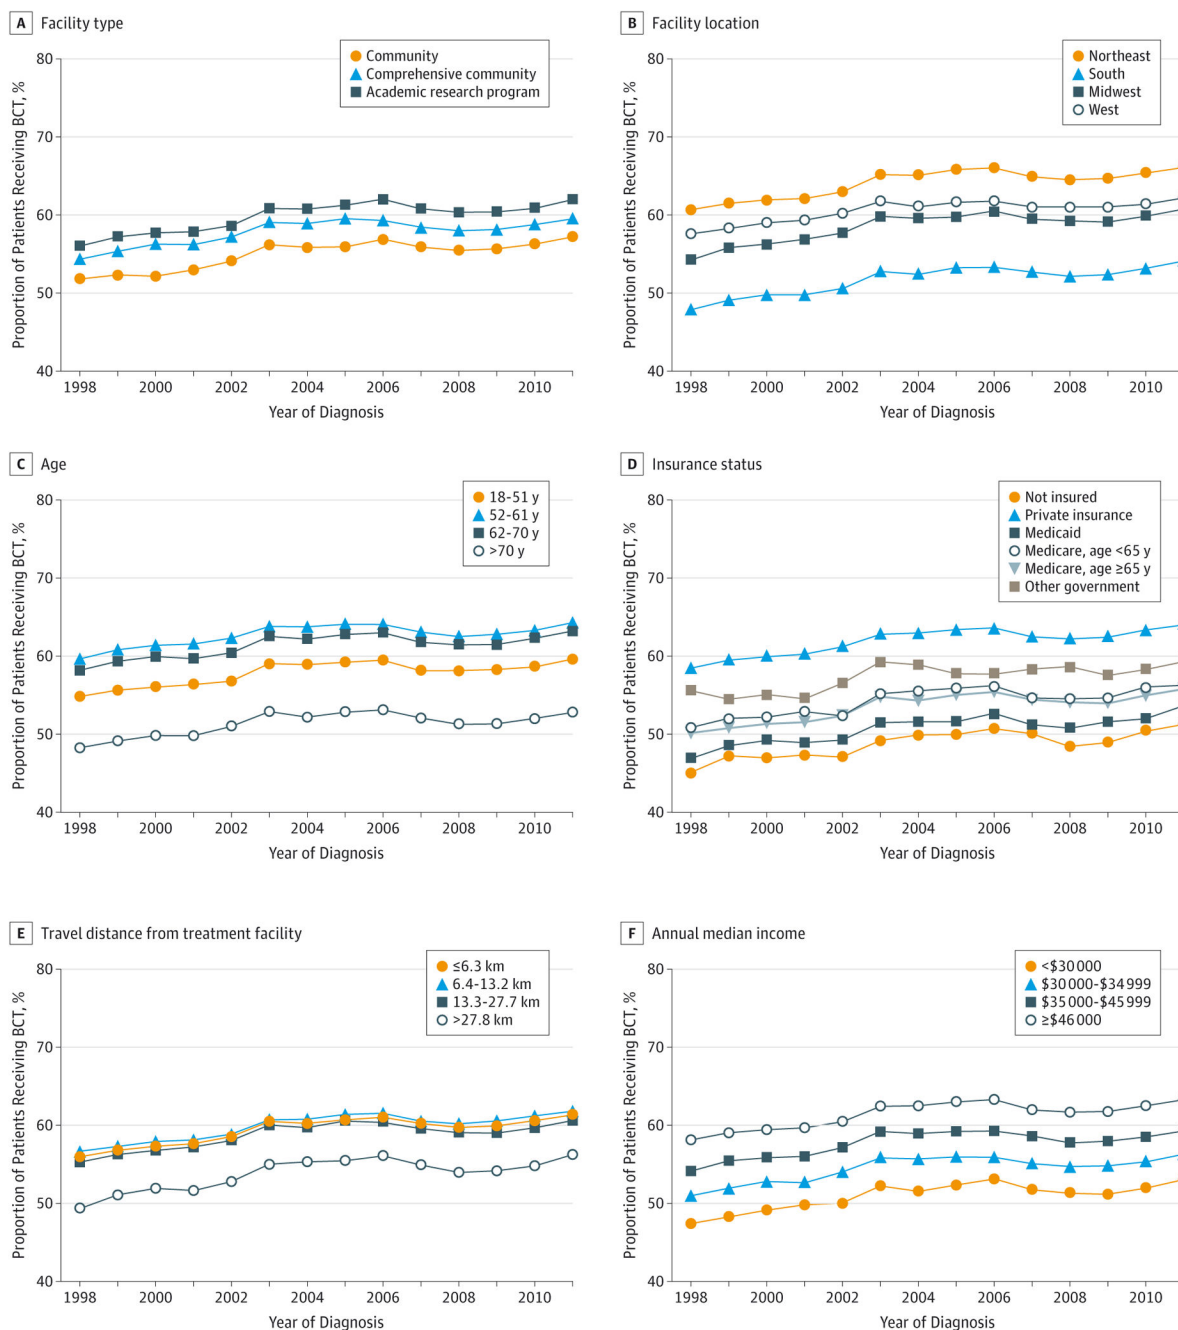 A Facility type
80
70
60
50
40
Proportion of Patients Receiving BCT, %
Community
Comprehensive community
Academic research program
1998 2000 2002 2004 2006 2008 2010
Year of Diagnosis
B Facility location
80
70
60
50
40
Proportion of Patients Receiving BCT, %
Northeast
South
Midwest
West
1998 2000 2002 2004 2006 2008 2010
Year of Diagnosis
C Age
80
70
60
50
40
Proportion of Patients Receiving BCT, %
18-51 y
52-61 y
62-70 y
>70 y
1998 2000 2002 2004 2006 2008 2010
Year of Diagnosis
D Insurance status
80
70
60
50
40
Proportion of Patients Receiving BCT, %
Not insured
Private insurance
Medicaid
Medicare, age <65 y
Medicare, age ≥65 y
Other government
1998 2000 2002 2004 2006 2008 2010
Year of Diagnosis
E Travel distance from treatment facility
80
70
60
50
40
Proportion of Patients Receiving BCT, %
≤6.3 km
6.4-13.2 km
13.3-27.7 km
>27.8 km
1998 2000 2002 2004 2006 2008 2010
Year of Diagnosis
F Annual median income
80
70
60
50
40
Proportion of Patients Receiving BCT, %
<$30 000
$30 000-$34 999
$35 000-$45 999
≥$46 000
1998 2000 2002 2004 2006 2008 2010
Year of Diagnosis